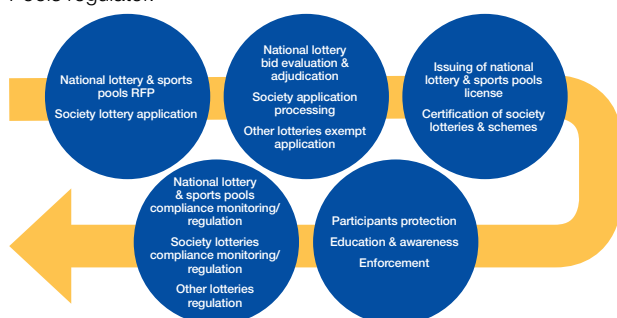 Pools regulator.
National lottery & sports
pools RFP
Society lottery application
National lottery
bid evaluation &
adjudication
Society application
processing
Other lotteries exempt
application
Issuing of national
lottery & sports pools
license
Certification of society
lotteries & schemes
Participants protection
Education & awareness
Enforcement
National lottery
& sports pools
compliance monitoring/
regulation
Society lotteries
compliance monitoring/
regulation
Other lotteries
regulation